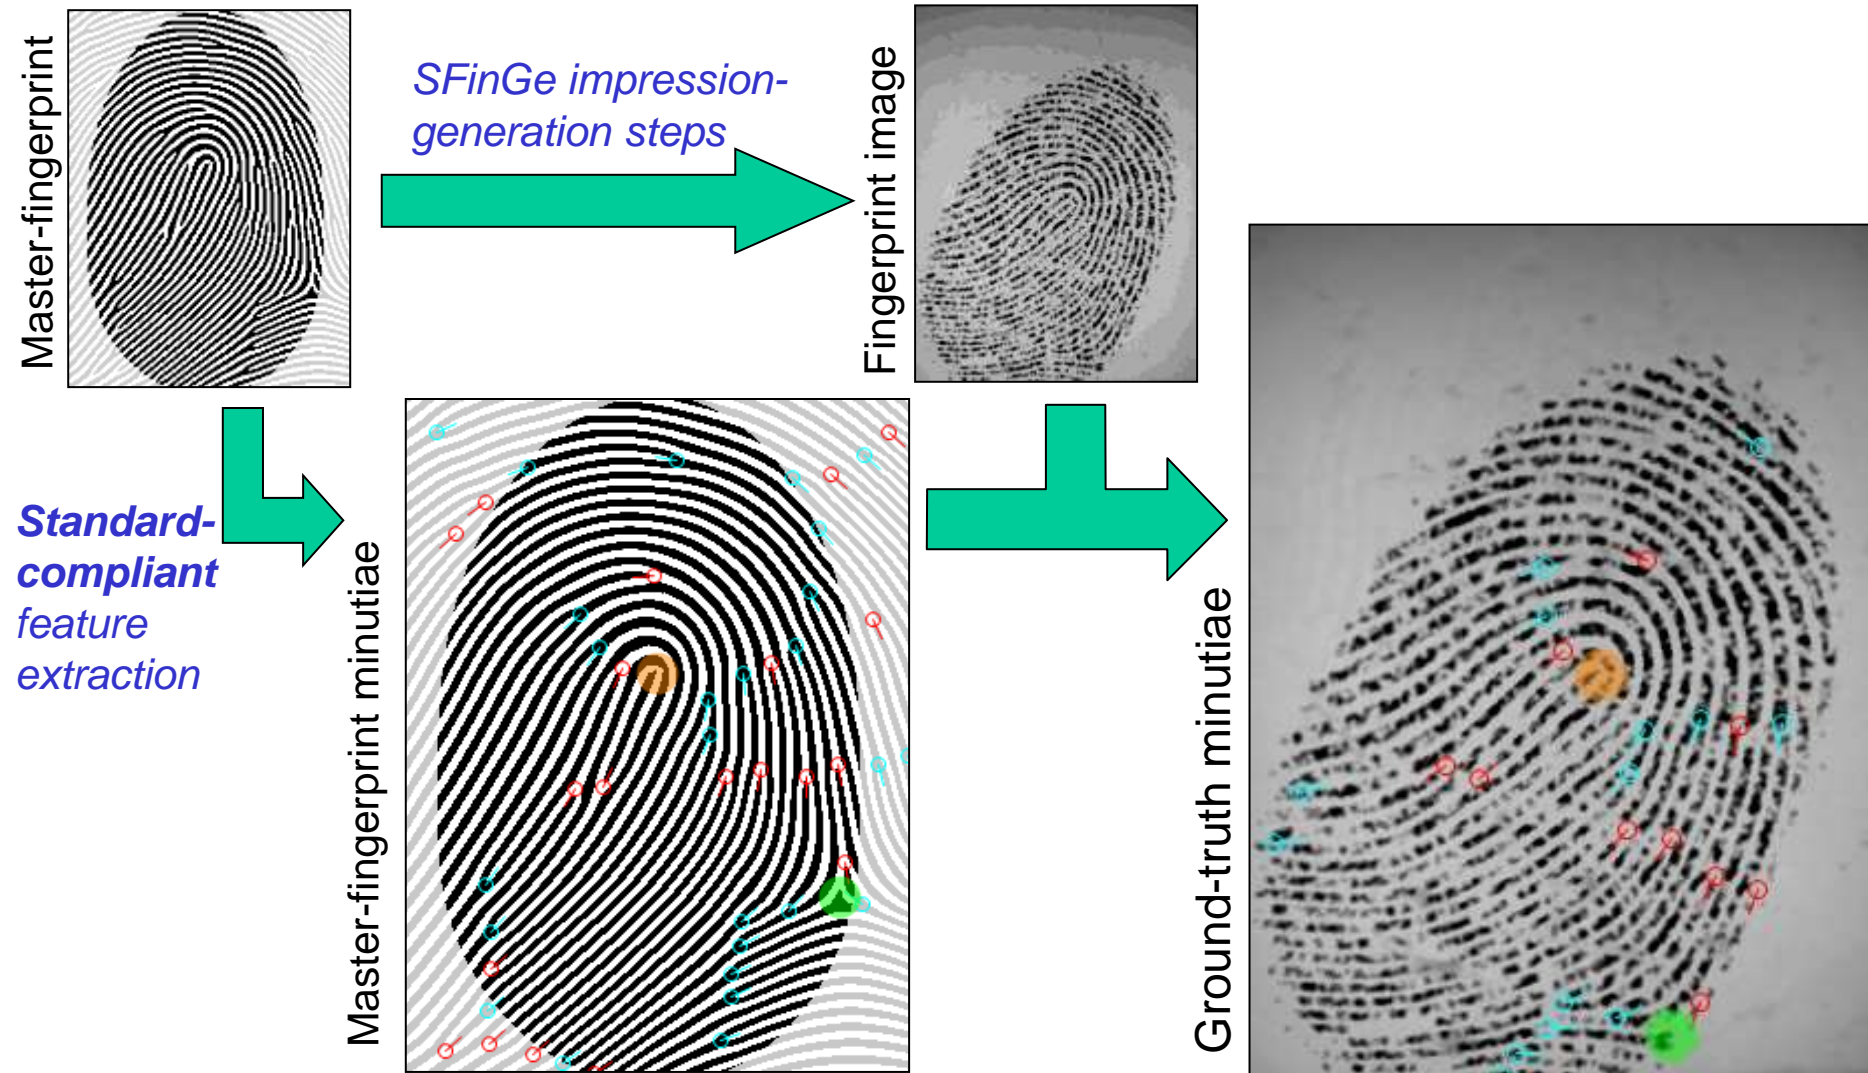 Master-fingerprint
SFinGe impression-
generation steps
Fingerprint image
Standard-
compliant
feature
extraction
Master-fingerprint minutiae
Ground-truth minutiae